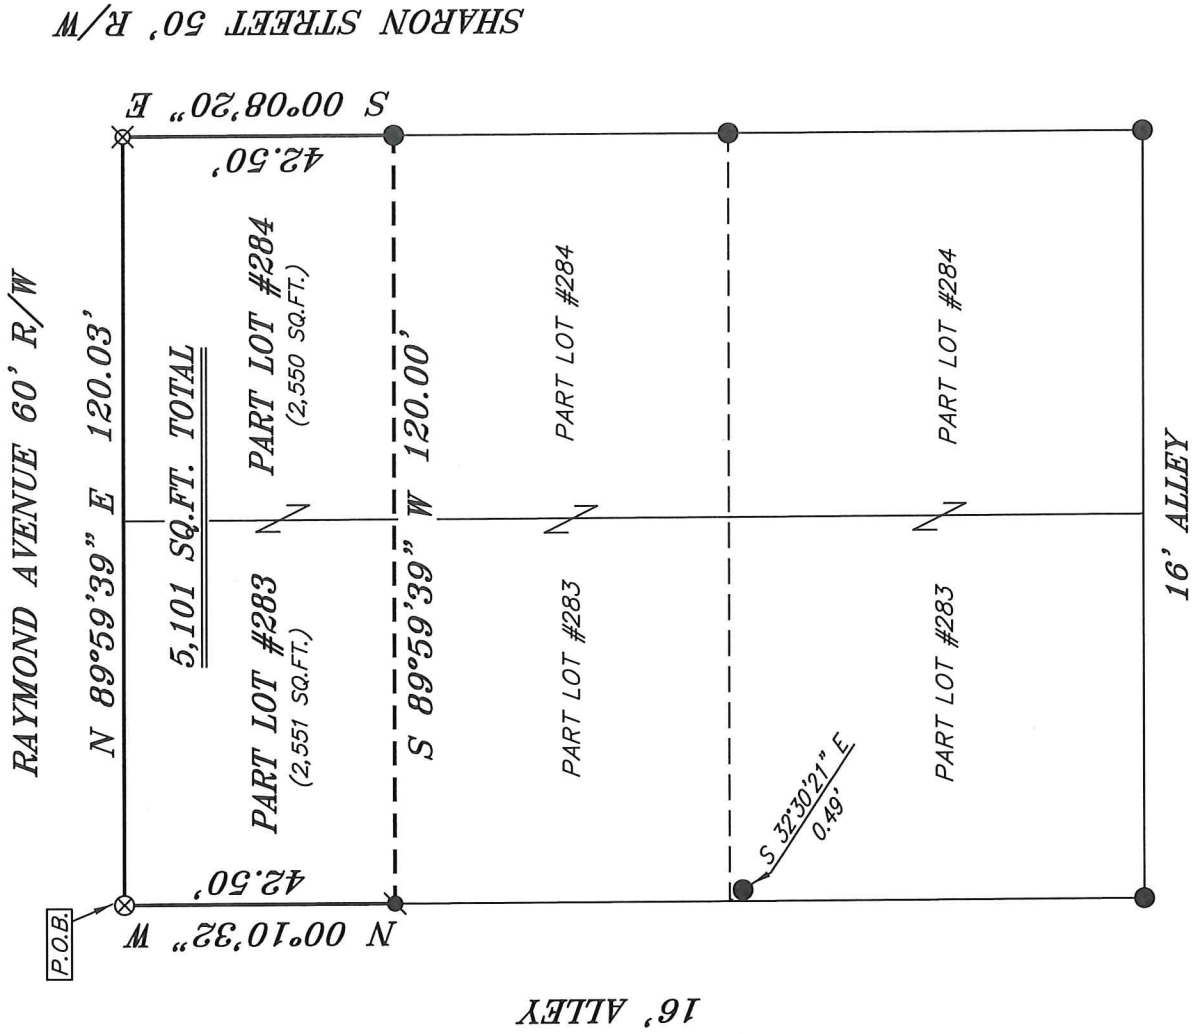 SHARON STREET 50' R/W
S 00°08'20" E
42.50'
RAYMOND AVENUE 60' R/W
N 89°59'39" E 120.03'
5,101 SQ.FT. TOTAL
PART LOT #284
(2,550 SQ.FT.)
PART LOT #283
(2,551 SQ.FT.)
S 89°59'39" W 120.00'
PART LOT #284
PART LOT #283
PART LOT #284
PART LOT #283
S 32°30'21" E
0.49'
16' ALLEY
42.50'
N 00°10'32" W
P.O.B.
16' ALLEY